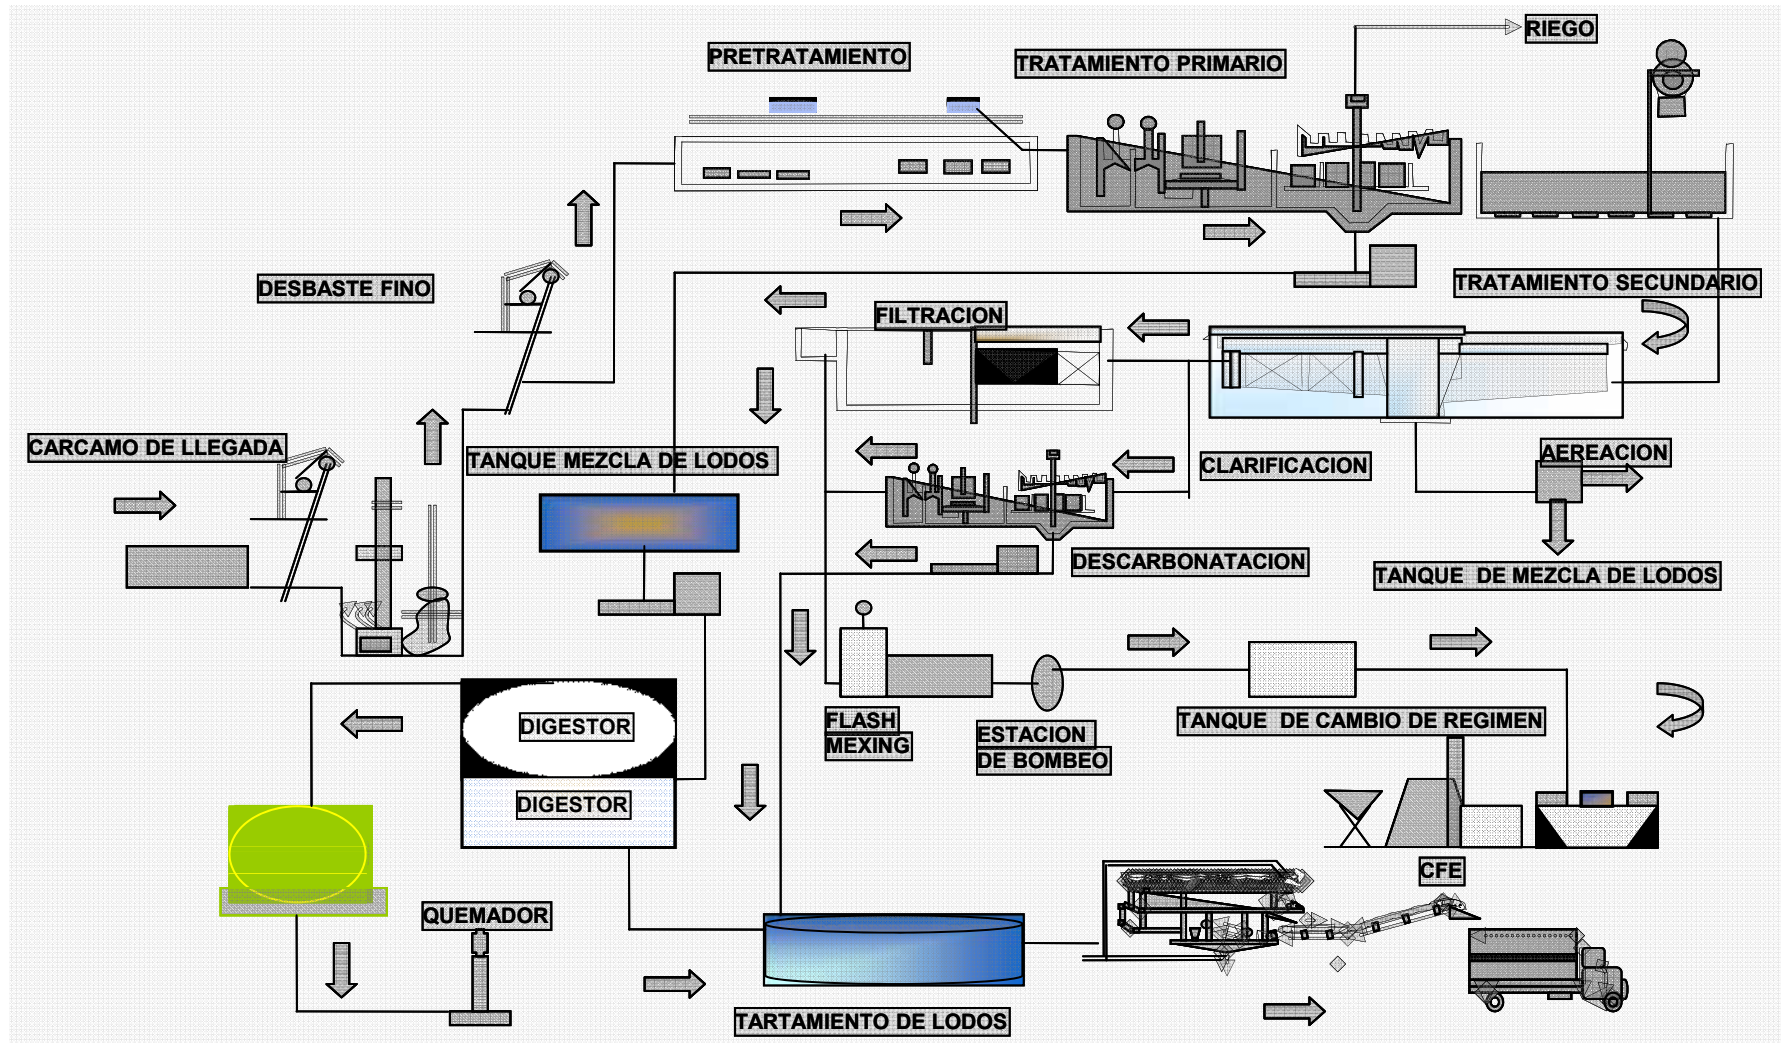 RIEGO
PRETRATAMIENTO
TRATAMIENTO PRIMARIO
DESBASTE FINO
TRATAMIENTO SECUNDARIO
FILTRACION
CARCAMO DE LLEGADA
TANQUE MEZCLA DE LODOS
CLARIFICACION
AEREACION
DESCARBONATACION
TANQUE DE MEZCLA DE LODOS
DIGESTOR
FLASH
MEXING
ESTACION
DE BOMBEO
TANQUE DE CAMBIO DE REGIMEN
DIGESTOR
CFE
QUEMADOR
TARTAMIENTO DE LODOS